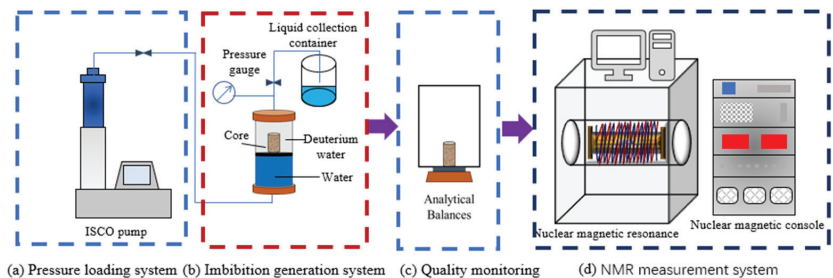 Liquid collection
container
Pressure
gauge
Core
Deuterium
water
Water
ISCO pump
Analytical
Balances
Nuclear magnetic resonance
Nuclear magnetic console
(a) Pressure loading system (b) Imbibition generation system (c) Quality monitoring (d) NMR measurement system